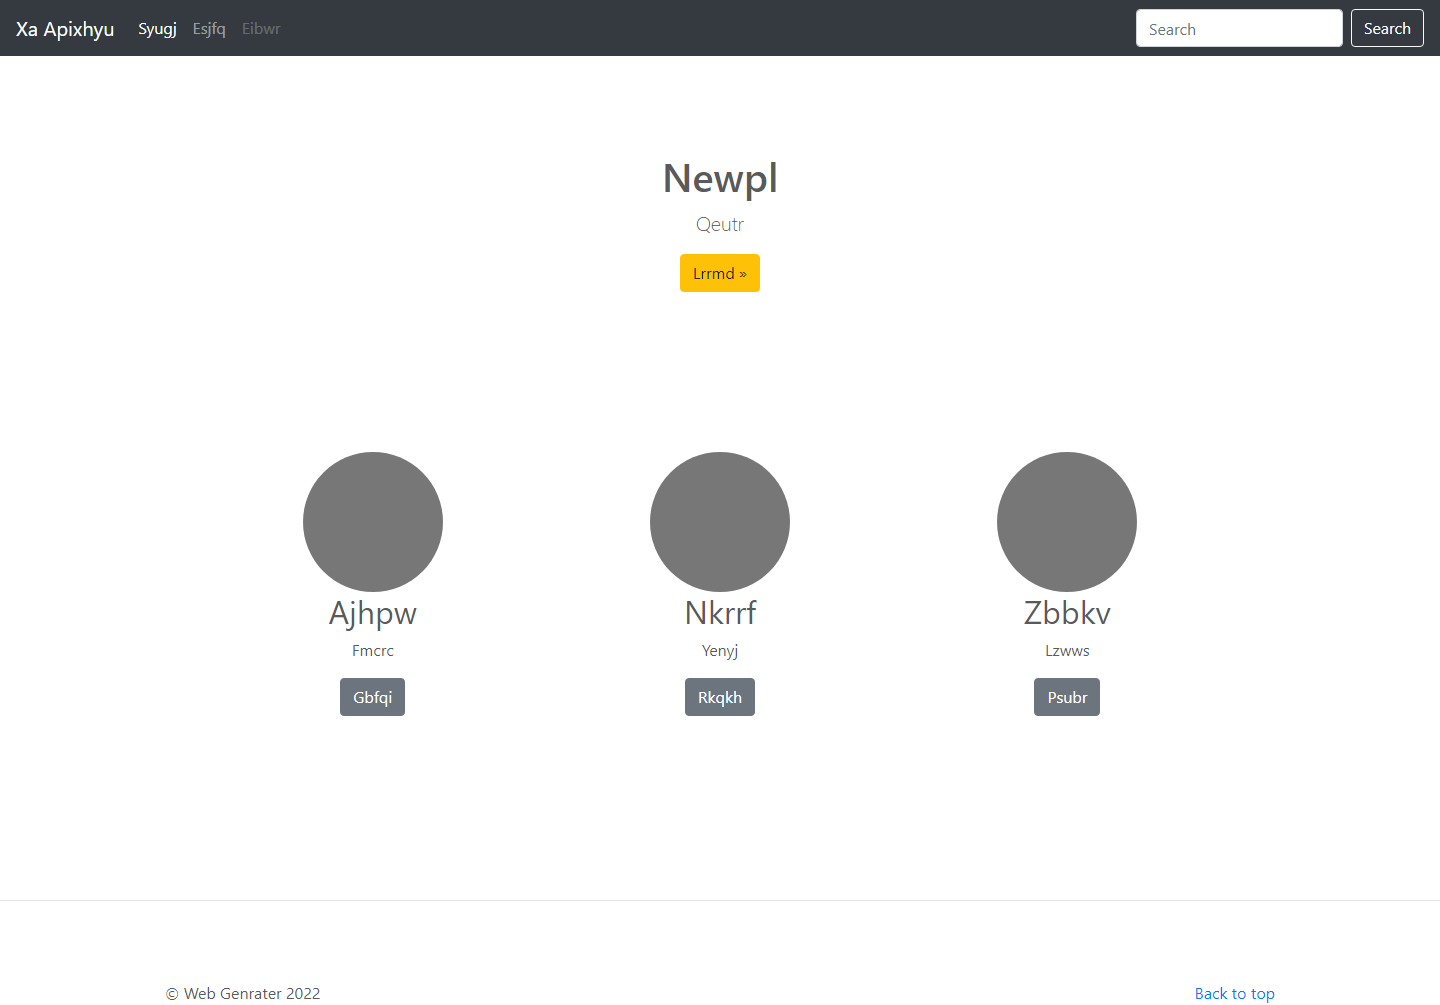 Xa Apixhyu Syugj Esjfq Eibwr Search Search
Newpl
Qeutr
Lrrmd »
Ajhpw Nkrrf Zbbkv
Fmcrc Yenyj Lzwws
Gbfqi Rkqkh Psubr
© Web Genrater 2022 Back to top